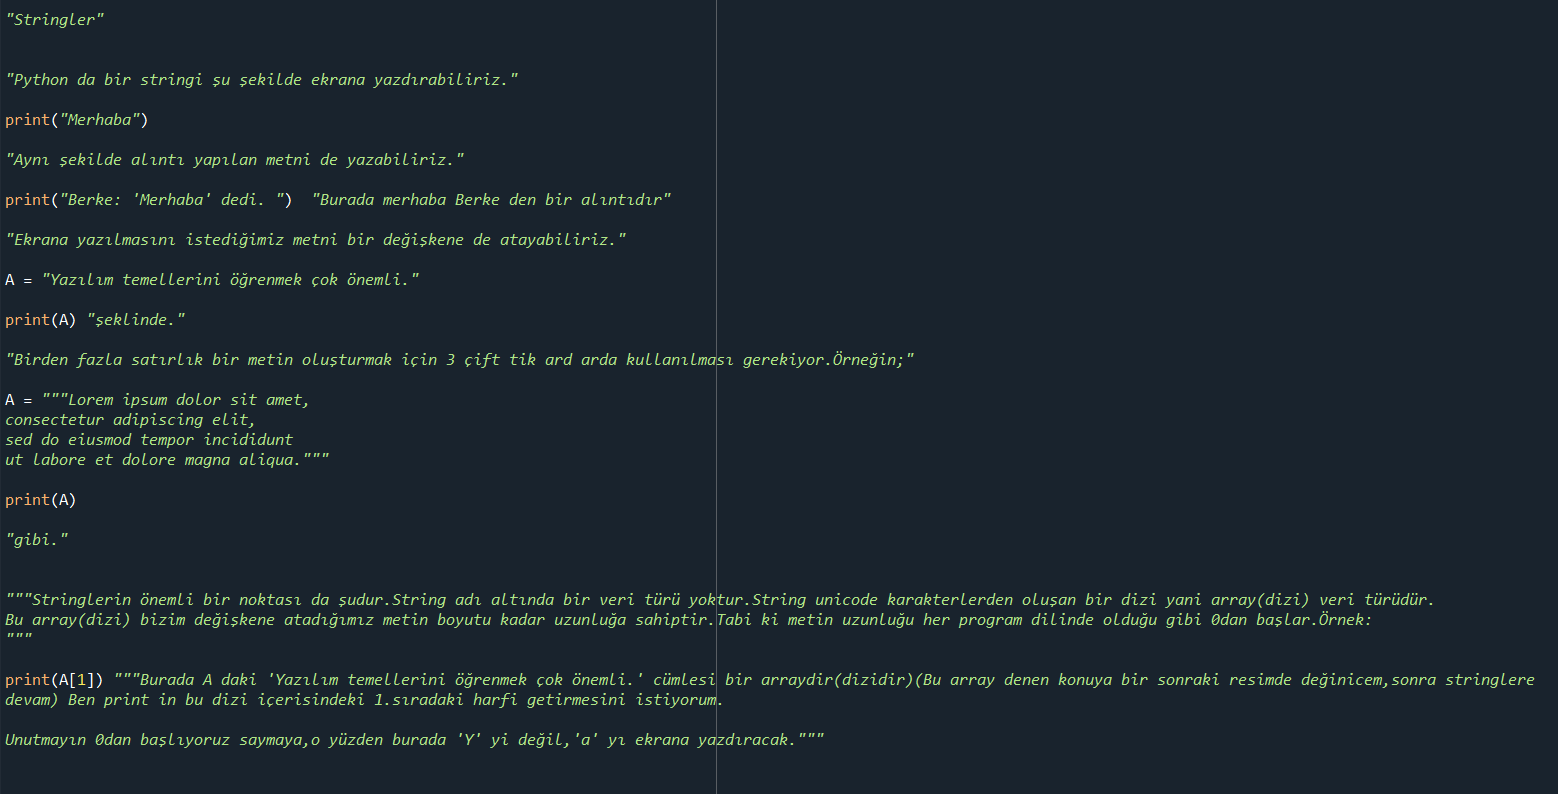 "Stringler"
"Python da bir stringi şu şekilde ekrana yazdırabiliriz."
print("Merhaba")
"Aynı şekilde alıntı yapılan metni de yazabiliriz."
print("Berke: 'Merhaba' dedi. ")  "Burada merhaba Berke den bir alıntıdır"
"Ekrana yazılmasını istediğimiz metni bir değişkene de atayabiliriz."
A = "Yazılım temellerini öğrenmek çok önemli."
print(A) "şeklinde."
"Birden fazla satırlık bir metin oluşturmak için 3 çift tik ard arda kullanılması gerekiyor.Örneğin;"
A = """Lorem ipsum dolor sit amet,
consectetur adipiscing elit,
sed do eiusmod tempor incididunt
ut labore et dolore magna aliqua."""
print(A)
"gibi."
"""Stringlerin önemli bir noktası da şudur.String adı altında bir veri türü yoktur.String unicode karakterlerden oluşan bir dizi yani array(dizi) veri türüdür.
Bu array(dizi) bizim değişkene atadığımız metin boyutu kadar uzunluğa sahiptir.Tabi ki metin uzunluğu her program dilinde olduğu gibi 0dan başlar.Örnek:
"""
print(A[1]) """Burada A daki 'Yazılım temellerini öğrenmek çok önemli.' cümlesi bir arraydir(dizidir)(Bu array denen konuya bir sonraki resimde değinicem,sonra stringlere
devam) Ben print in bu dizi içerisindeki 1.sıradaki harfi getirmesini istiyorum.
Unutmayın 0dan başlıyoruz saymaya,o yüzden burada 'Y' yi değil,'a' yı ekrana yazdıracak."""